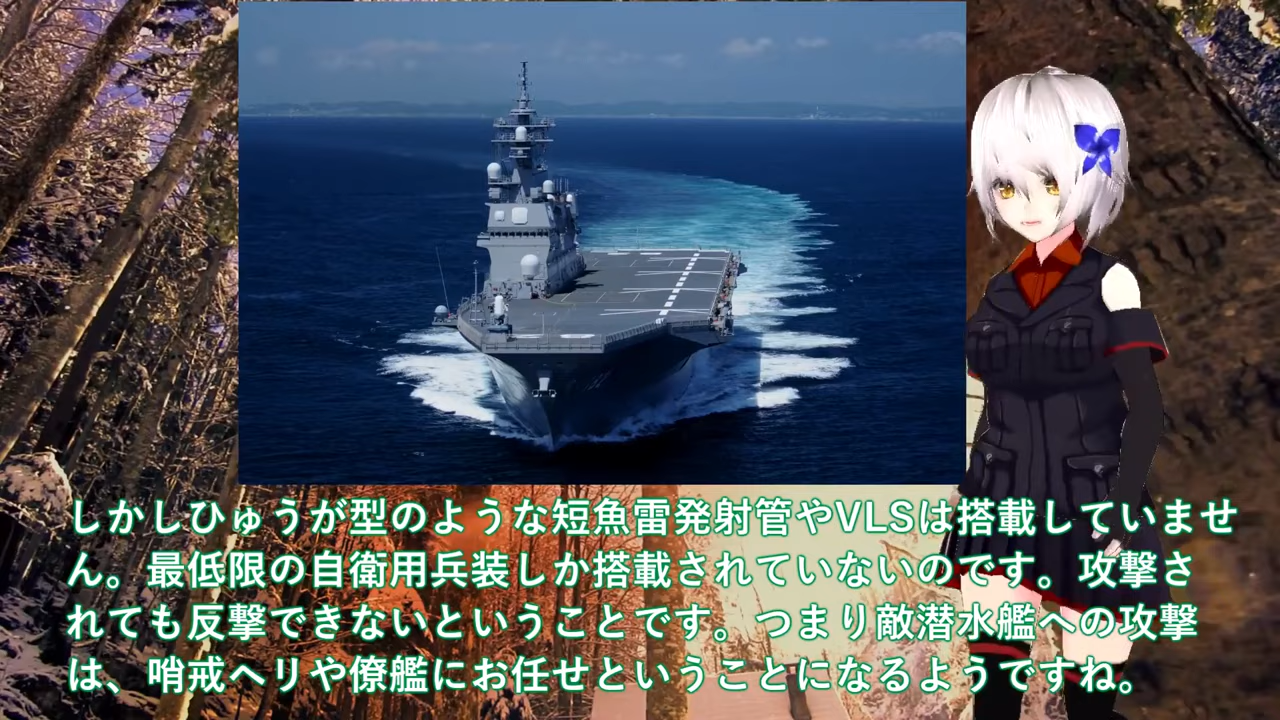 しかしひゅうが型のような短魚雷発射管やVLSは搭載していませ
ん。最低限の自衛用兵装しか搭載されていないのです。攻撃さ
れても反撃できないということです。つまり敵潜水艦への攻撃
は、哨戒ヘリや僚艦にお任せということになるようですね。